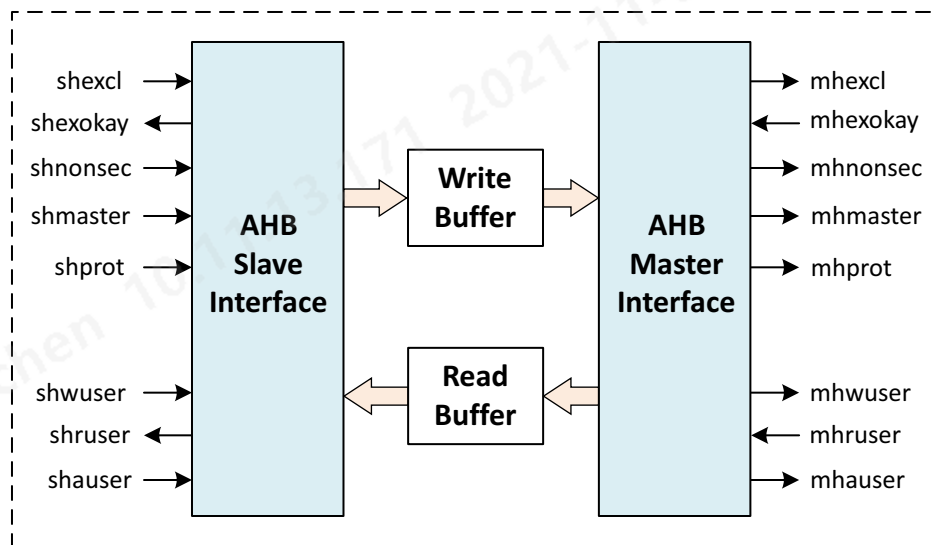 shexcl
shexokay
shnonsec
shmaster
shprot
shwuser
shruser
shauser
AHB
Slave
Interface
Write
Buffer
Read
Buffer
AHB
Master
Interface
mhexcl
mhexokay
mhnonsec
mhmaster
mhprot
mhwuser
mhruser
mhauser